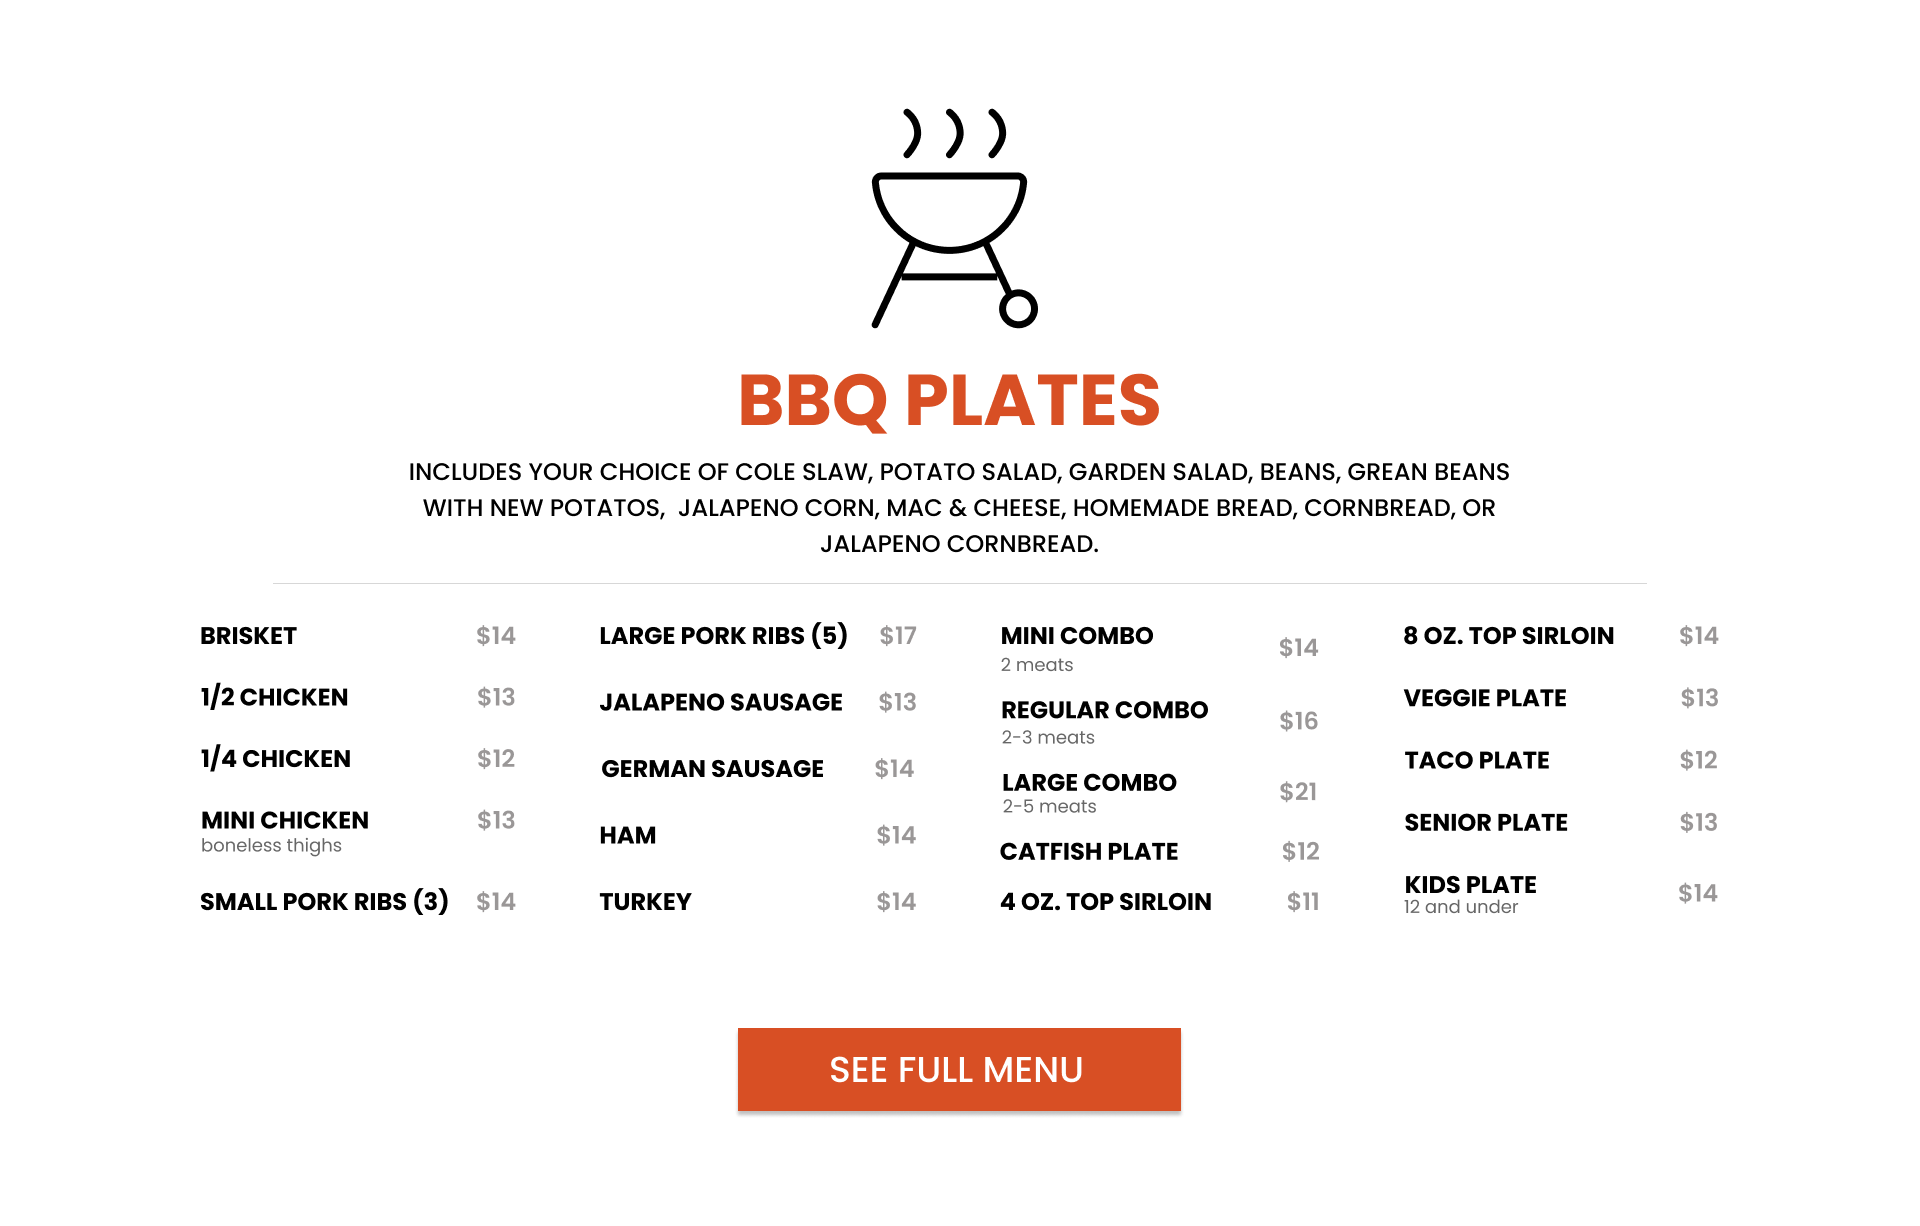 BBQ PLATES
INCLUDES YOUR CHOICE OF COLE SLAW, POTATO SALAD, GARDEN SALAD, BEANS, GREAN BEANS
WITH NEW POTATOS,  JALAPENO CORN, MAC & CHEESE, HOMEMADE BREAD, CORNBREAD, OR
JALAPENO CORNBREAD.
BRISKET $14
1/2 CHICKEN $13
1/4 CHICKEN $12
MINI CHICKEN $13
boneless thighs
SMALL PORK RIBS (3) $14
LARGE PORK RIBS (5) $17
JALAPENO SAUSAGE $13
GERMAN SAUSAGE $14
HAM $14
TURKEY $14
MINI COMBO $14
2 meats
REGULAR COMBO $16
2-3 meats
LARGE COMBO $21
2-5 meats
CATFISH PLATE $12
4 OZ. TOP SIRLOIN $11
8 OZ. TOP SIRLOIN $14
VEGGIE PLATE $13
TACO PLATE $12
SENIOR PLATE $13
KIDS PLATE $14
12 and under
SEE FULL MENU